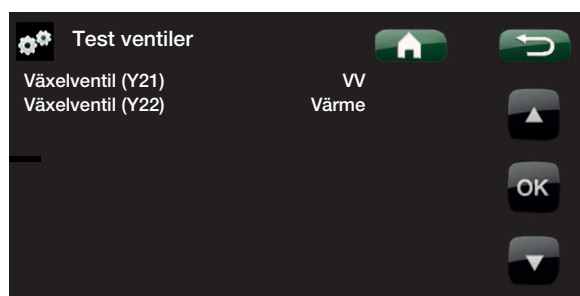 Test ventiler
Växelventil (Y21) VV
Växelventil (Y22) Värme
OK